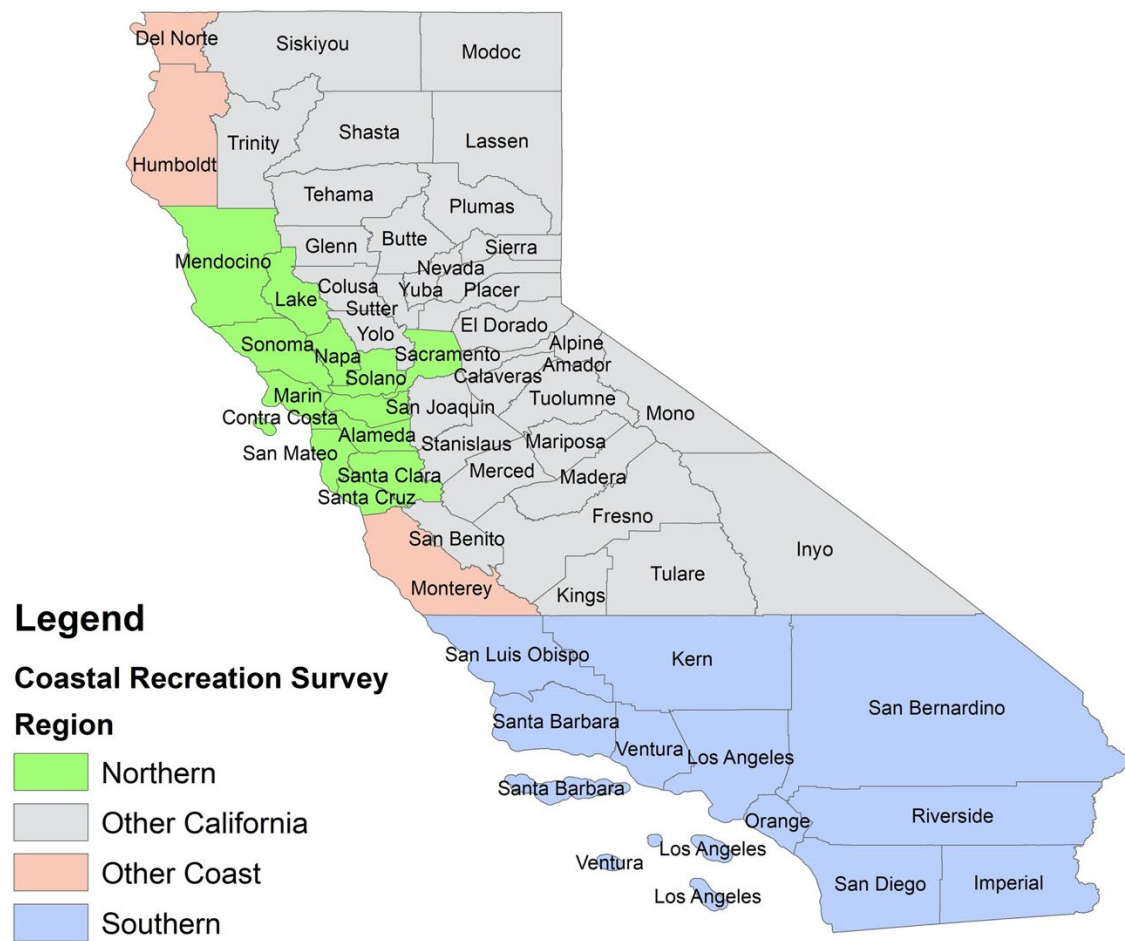 Del Norte
Siskiyou
Modoc
Humboldt
Trinity
Shasta
Lassen
Tehama
Plumas
Glenn
Butte
Sierra
Mendocino
Nevada
Lake
Colusa
Yuba
Placer
Sutter
El Dorado
Yolo
Sonoma
Napa
Sacramento
Alpine
Amador
Solano
Calaveras
Marin
San Joaquin
Tuolumne
Mono
Contra Costa
Alameda
Stanislaus
Mariposa
San Mateo
Santa Clara
Merced
Madera
Santa Cruz
Fresno
San Benito
Inyo
Monterey
Kings
Tulare
San Luis Obispo
Kern
San Bernardino
Santa Barbara
Ventura
Los Angeles
Santa Barbara
Orange
Riverside
Ventura
Los Angeles
Los Angeles
San Diego
Imperial
Legend
Coastal Recreation Survey
Region
Northern
Other California
Other Coast
Southern